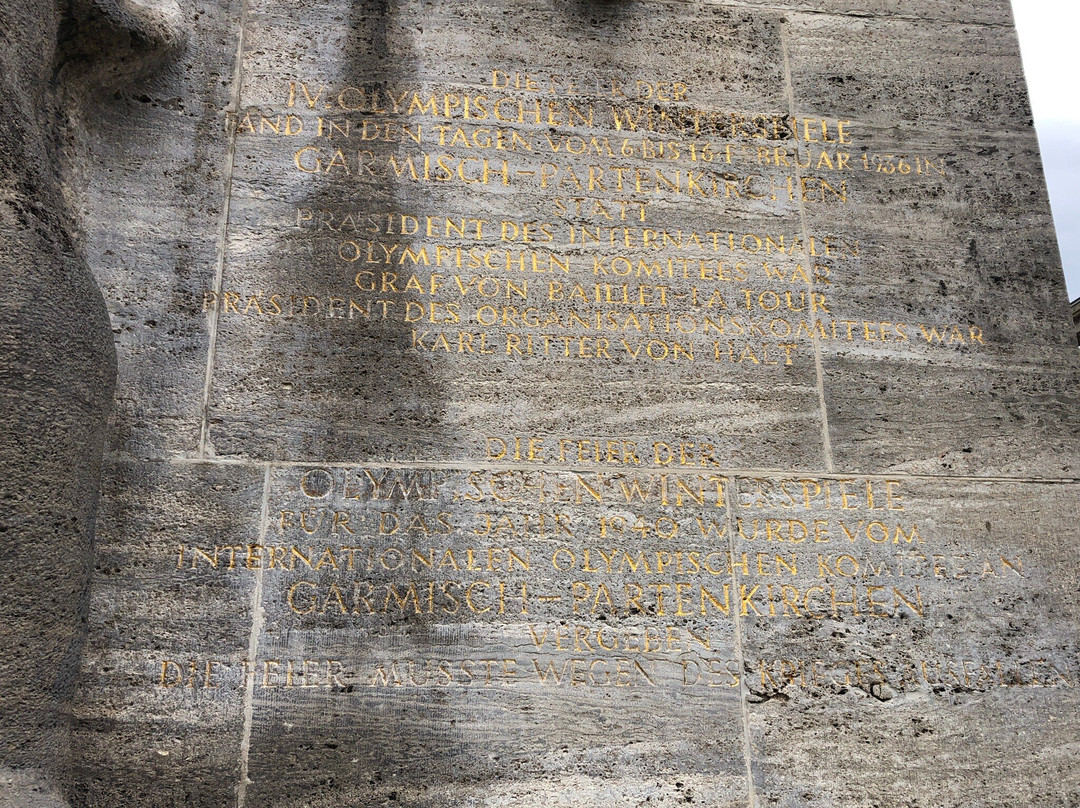 DIE FEIER DER
IV. OLYMPISCHEN WINTERSPIELE
FAND IN DEN TAGEN VOM 6 BIS 16 FEBRUAR 1936 IN
GARMISCH-PARTENKIRCHEN
STATT
PRÄSIDENT DES INTERNATIONALEN
OLYMPISCHEN KOMITEES WAR
GRAF VON BAILLET-LA TOUR
PRÄSIDENT DES ORGANISATIONSKOMITEES WAR
KARL RITTER VON HALT
DIE FEIER DER
OLYMPISCHEN WINTERSPIELE
FÜR DAS JAHR 1940 WURDE VOM
INTERNATIONALEN OLYMPISCHEN KOMITEE AN
GARMISCH-PARTENKIRCHEN
VERGEBEN
DIE FEIER MUSSTE WEGEN DES KRIEGES AUSFALLEN